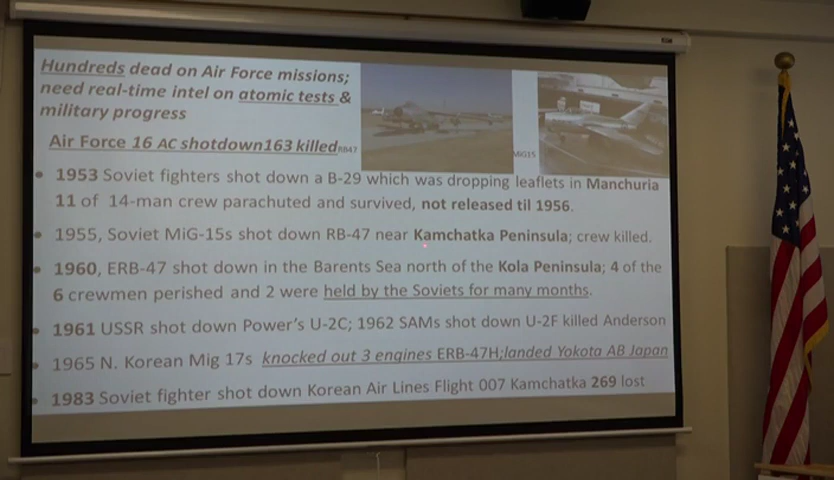 Hundreds dead on Air Force missions;
need real-time intel on atomic tests &
military progress
Air Force 16 AC shotdown163 killed
RB47
MiG15
• 1953 Soviet fighters shot down a B-29 which was dropping leaflets in Manchuria
11 of 14-man crew parachuted and survived, not released til 1956.
• 1955, Soviet MiG-15s shot down RB-47 near Kamchatka Peninsula; crew killed.
• 1960, ERB-47 shot down in the Barents Sea north of the Kola Peninsula; 4 of the
6 crewmen perished and 2 were held by the Soviets for many months.
• 1961 USSR shot down Power's U-2C; 1962 SAMs shot down U-2F killed Anderson
• 1965 N. Korean Mig 17s knocked out 3 engines ERB-47H;landed Yokota AB Japan
• 1983 Soviet fighter shot down Korean Air Lines Flight 007 Kamchatka 269 lost